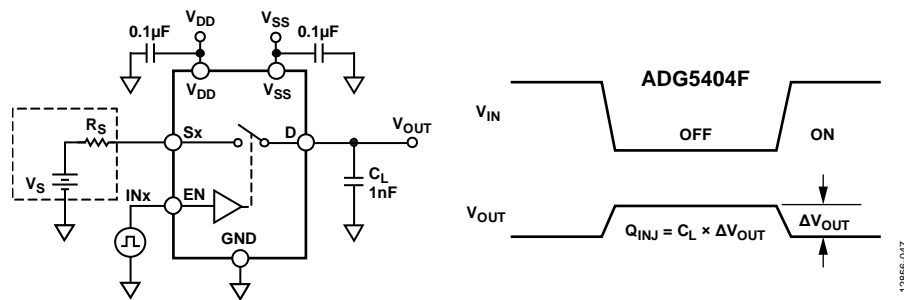 VDD
VSS
0.1µF
0.1µF
VDD
VSS
RS
Sx
D
VOUT
VS
CL
1nF
INx
EN
GND
ADG5404F
VIN
OFF
ON
VOUT
QINJ = CL × ΔVOUT
ΔVOUT
12856-047